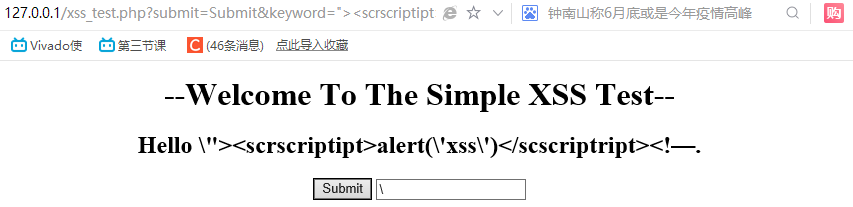 127.0.0.1/xss_test.php?submit=Submit&keyword="><scrscriptipt 钟南山称6月底或是今年疫情高峰 购
Vivado使 第三节课 C (46条消息) 点此导入收藏
--Welcome To The Simple XSS Test--
Hello \"><scrscriptipt>alert(\'xss\')</scscriptript><!—.
Submit \